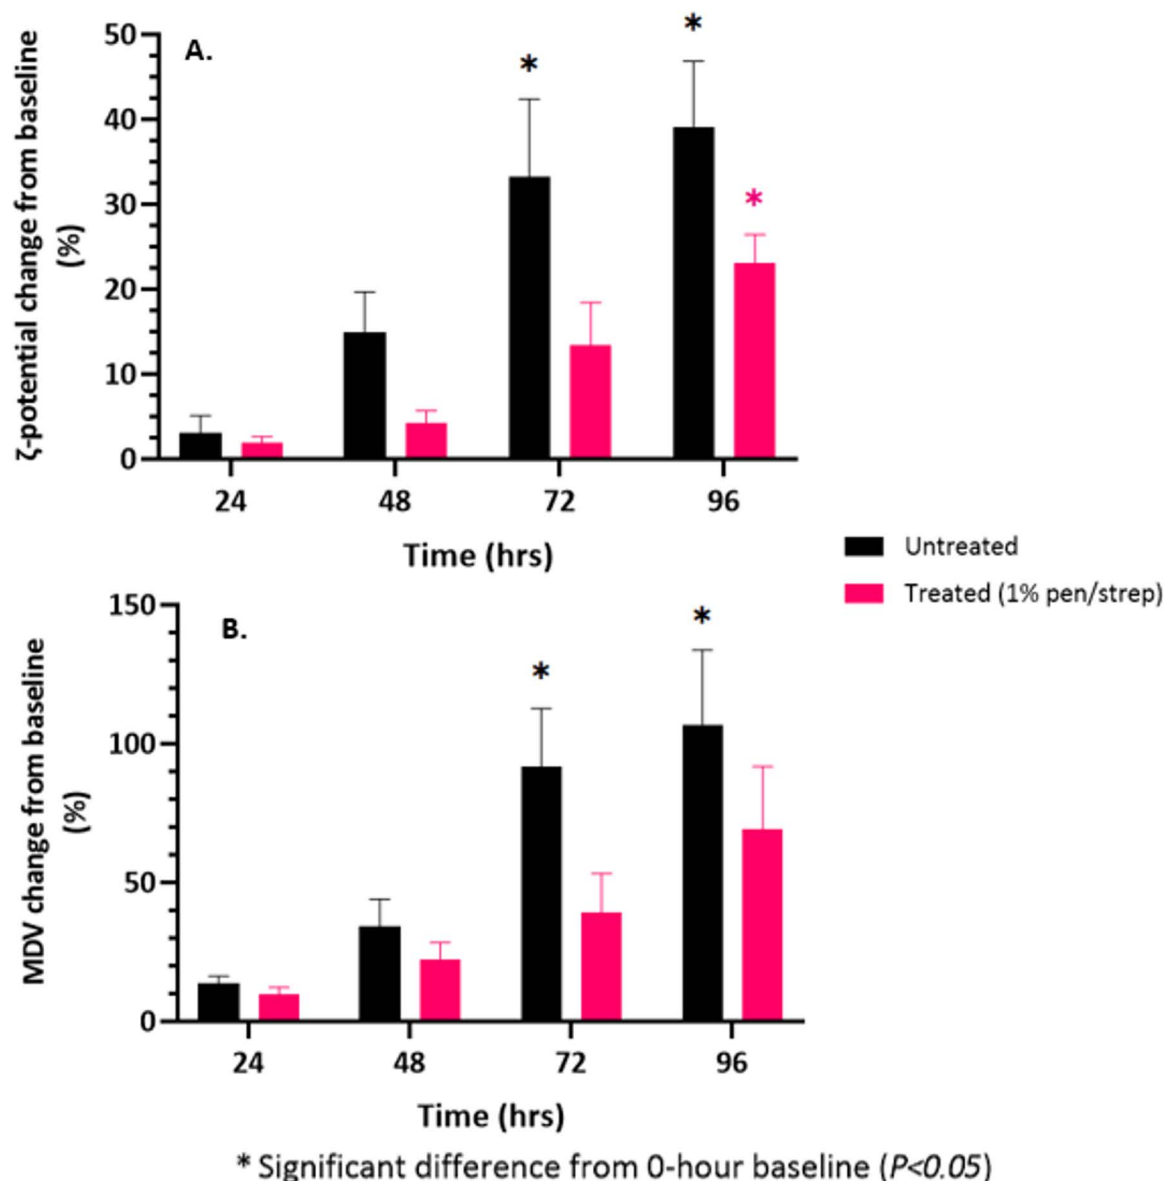 A.
ζ-potential change from baseline
(%)
50
40
30
20
10
0
*
*
*
24 48 72 96
Time (hrs)
Untreated
Treated (1% pen/strep)
B.
MDV change from baseline
(%)
150
100
50
0
*
*
24 48 72 96
Time (hrs)
* Significant difference from 0-hour baseline (P<0.05)